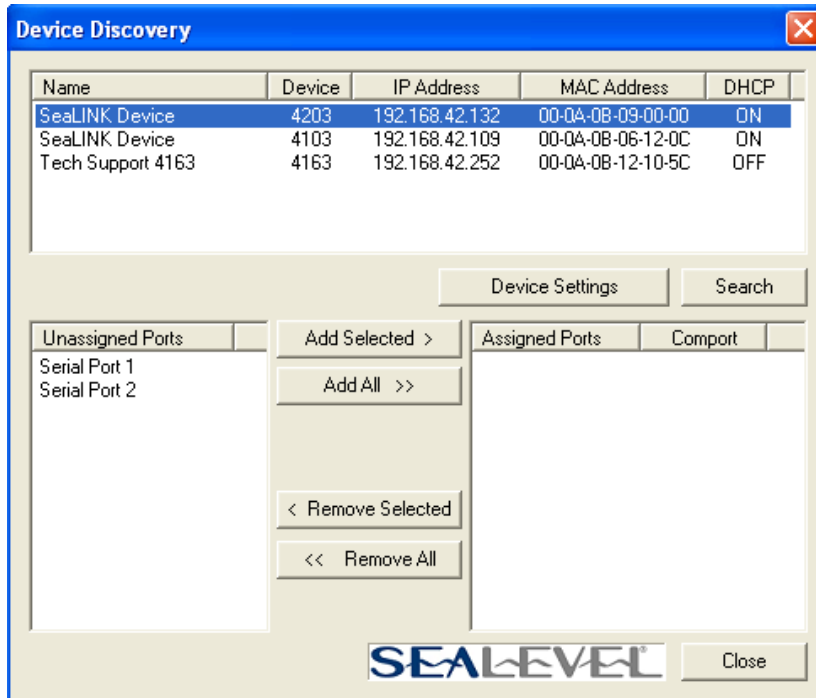 Device Discovery
Name Device IP Address MAC Address DHCP
SeaLINK Device 4203 192.168.42.132 00-0A-0B-09-00-00 ON
SeaLINK Device 4103 192.168.42.109 00-0A-0B-06-12-0C ON
Tech Support 4163 4163 192.168.42.252 00-0A-0B-12-10-5C OFF
Device Settings Search
Unassigned Ports Add Selected > Assigned Ports Comport
Serial Port 1
Serial Port 2
Add All >>
< Remove Selected
<< Remove All
SEALEVEL Close